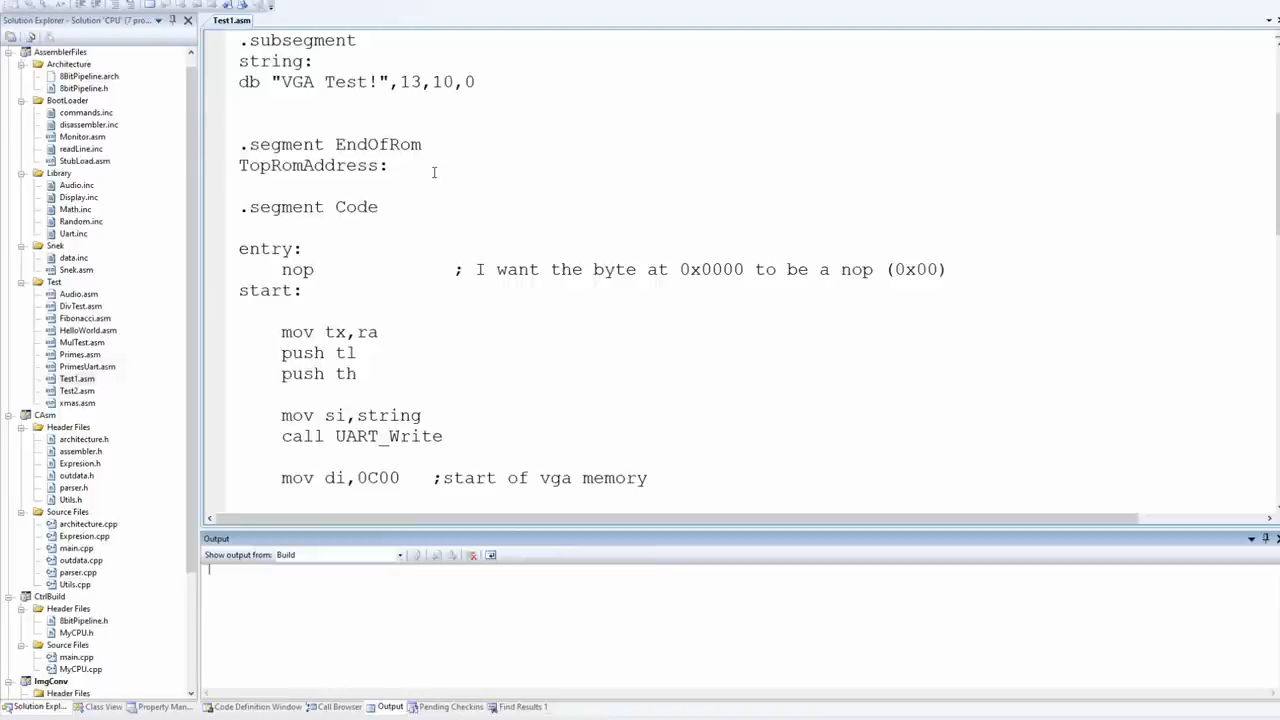 Solution Explorer - Solution 'CPU' (7 pro...
Test1.asm
AssemblerFiles
Architecture
8BitPipeline.arch
8bitPipeline.h
BootLoader
commands.inc
disassembler.inc
Monitor.asm
readLine.inc
StubLoad.asm
Library
Audio.inc
Display.inc
Math.inc
Random.inc
Uart.inc
Snek
data.inc
Snek.asm
Test
Audio.asm
DivTest.asm
Fibonacci.asm
HelloWorld.asm
MulTest.asm
Primes.asm
PrimesUart.asm
Test1.asm
Test2.asm
xmas.asm
CAsm
Header Files
architecture.h
assembler.h
Expresion.h
outdata.h
parser.h
Utils.h
Source Files
architecture.cpp
Expresion.cpp
main.cpp
outdata.cpp
parser.cpp
Utils.cpp
CtrlBuild
Header Files
8bitPipeline.h
MyCPU.h
Source Files
main.cpp
MyCPU.cpp
ImgConv
Header Files
Solution Expl...
Class View
Property Man...
.subsegment
string:
db "VGA Test!",13,10,0
.segment EndOfRom
TopRomAddress:
.segment Code
entry:
nop ; I want the byte at 0x0000 to be a nop (0x00)
start:
mov tx,ra
push tl
push th
mov si,string
call UART_Write
mov di,0C00 ;start of vga memory
Output
Show output from: Build
Code Definition Window
Call Browser
Output
Pending Checkins
Find Results 1